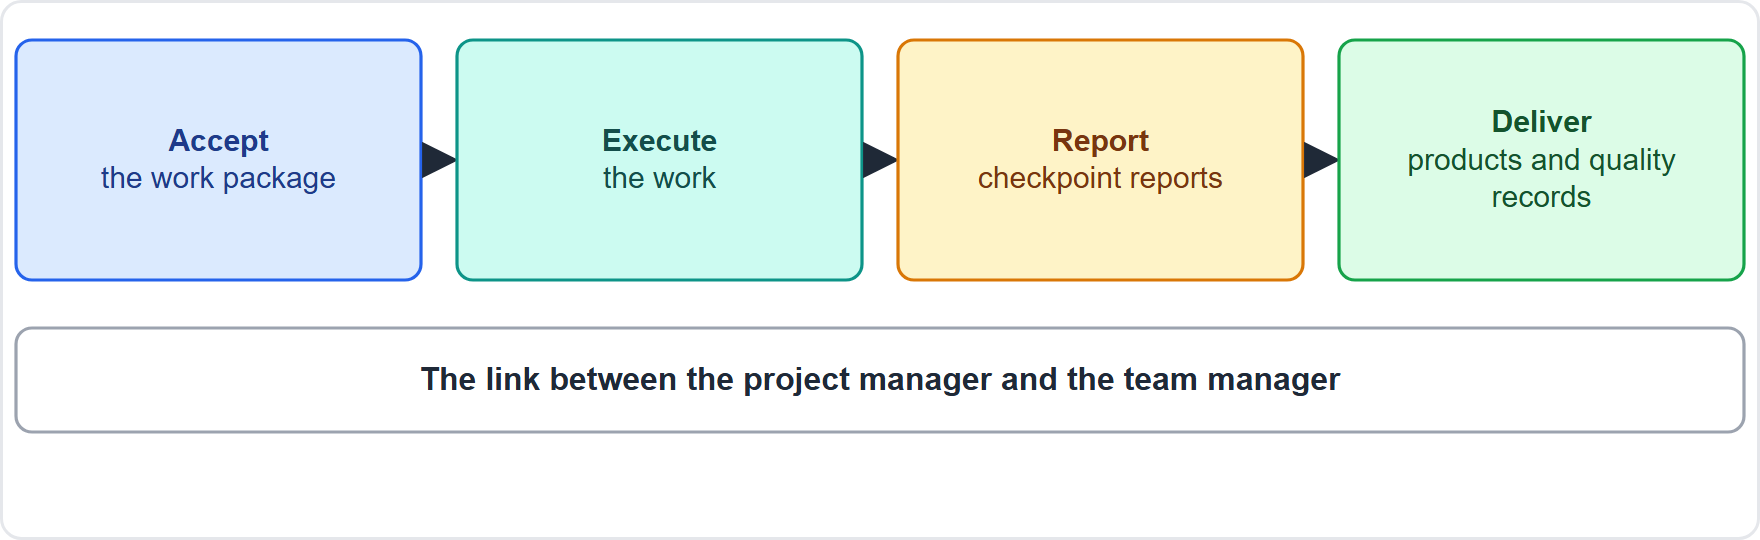 Accept
the work package
Execute
the work
Report
checkpoint reports
Deliver
products and quality
records
The link between the project manager and the team manager